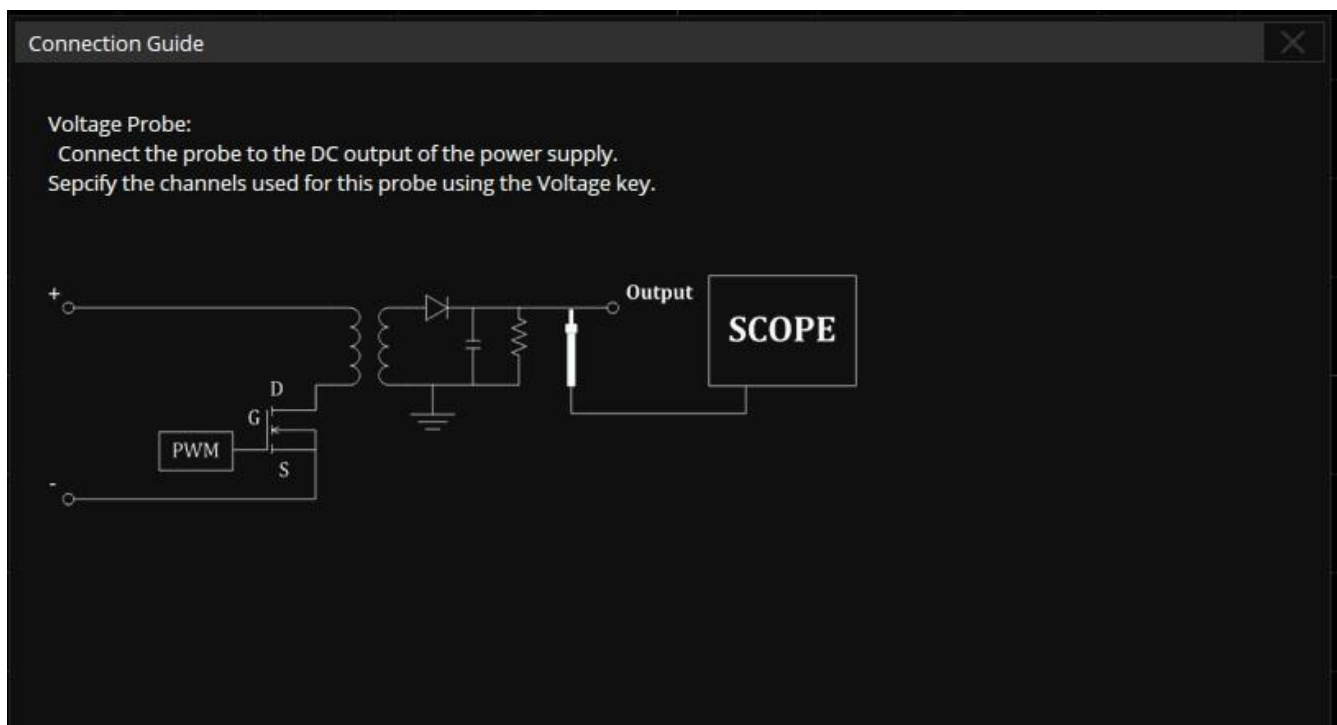 Connection Guide
Voltage Probe:
Connect the probe to the DC output of the power supply.
Sepcify the channels used for this probe using the Voltage key.
+
Output
SCOPE
D
G
PWM
S
-